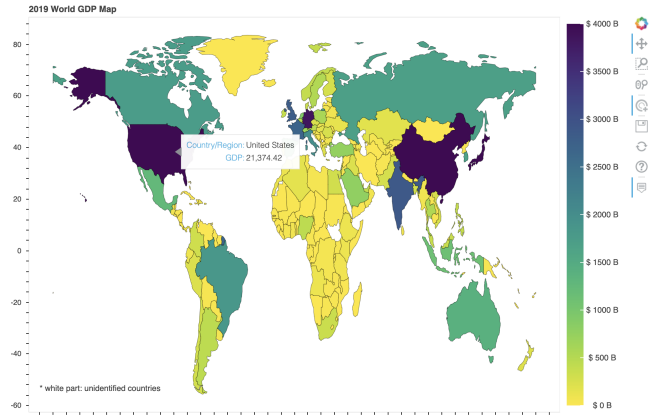 2019 World GDP Map
80
60
40
20
0
-20
-40
-60
Country/Region: United States
GDP: 21,374.42
* white part: unidentified countries
$ 4000 B
$ 3500 B
$ 3000 B
$ 2500 B
$ 2000 B
$ 1500 B
$ 1000 B
$ 500 B
$ 0 B